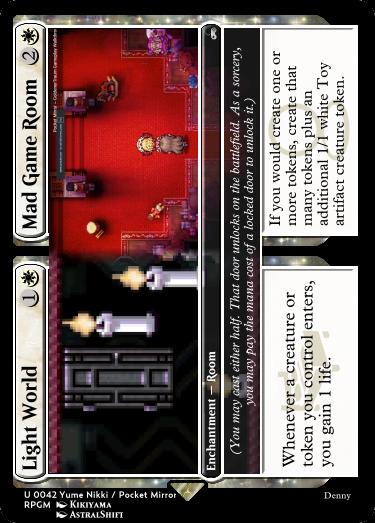 Light World
1
Mad Game Room
2
Enchantment — Room
(You may cast either half. That door unlocks on the battlefield. As a sorcery,
you may pay the mana cost of a locked door to unlock it.)
Whenever a creature or
token you control enters,
you gain 1 life.
If you would create one or
more tokens, create that
many tokens plus an
additional 1/1 white Toy
artifact creature token.
U 0042 Yume Nikki / Pocket Mirror
RPGM Kikiyama
AstralShift
Denny